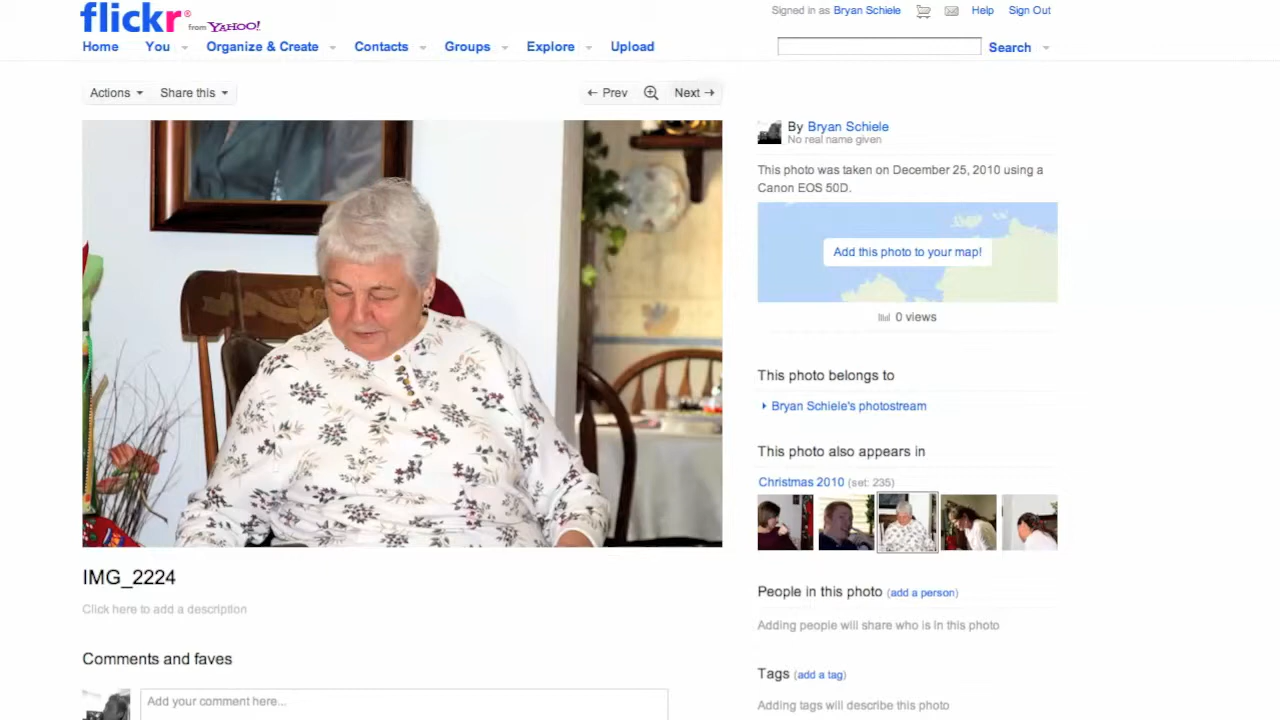 flickr® from YAHOO!
Signed in as Bryan Schiele Help Sign Out
Home You Organize & Create Contacts Groups Explore Upload Search
Actions Share this ← Prev Next →
By Bryan Schiele
No real name given
This photo was taken on December 25, 2010 using a
Canon EOS 50D.
Add this photo to your map!
0 views
This photo belongs to
Bryan Schiele's photostream
This photo also appears in
Christmas 2010 (set: 235)
IMG_2224
Click here to add a description
People in this photo (add a person)
Adding people will share who is in this photo
Comments and faves
Add your comment here...
Tags (add a tag)
Adding tags will describe this photo